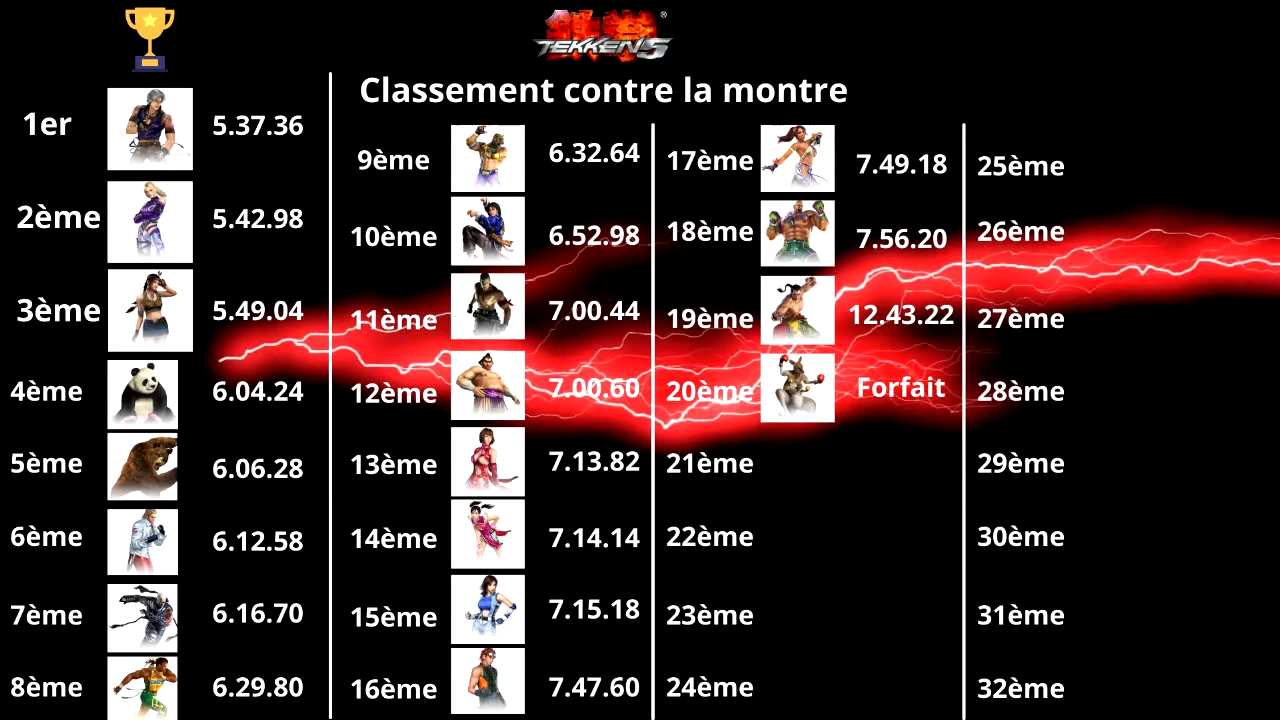 鉄拳
TEKKEN 5 ®
Classement contre la montre
1er 5.37.36
2ème 5.42.98
3ème 5.49.04
4ème 6.04.24
5ème 6.06.28
6ème 6.12.58
7ème 6.16.70
8ème 6.29.80
9ème 6.32.64
10ème 6.52.98
11ème 7.00.44
12ème 7.00.60
13ème 7.13.82
14ème 7.14.14
15ème 7.15.18
16ème 7.47.60
17ème 7.49.18
18ème 7.56.20
19ème 12.43.22
20ème Forfait
21ème
22ème
23ème
24ème
25ème
26ème
27ème
28ème
29ème
30ème
31ème
32ème